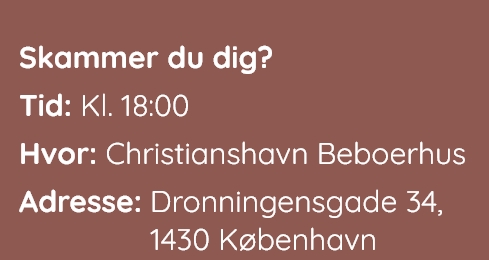 Skammer du dig?
Tid: Kl. 18:00
Hvor: Christianshavn Beboerhus
Adresse: Dronningensgade 34,
1430 København